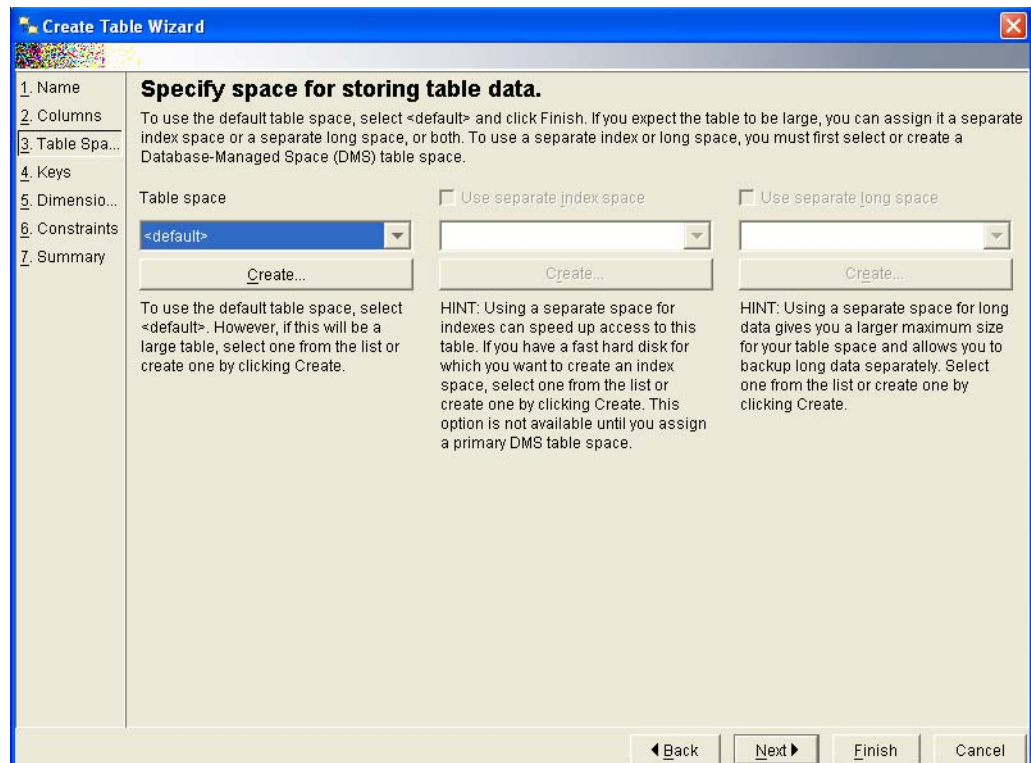 Create Table Wizard
1. Name
2. Columns
3. Table Spa...
4. Keys
5. Dimensio...
6. Constraints
7. Summary
Specify space for storing table data.
To use the default table space, select <default> and click Finish. If you expect the table to be large, you can assign it a separate
index space or a separate long space, or both. To use a separate index or long space, you must first select or create a
Database-Managed Space (DMS) table space.
Table space
<default>
Create...
To use the default table space, select
<default>. However, if this will be a
large table, select one from the list or
create one by clicking Create.
Use separate index space
Create...
HINT: Using a separate space for
indexes can speed up access to this
table. If you have a fast hard disk for
which you want to create an index
space, select one from the list or
create one by clicking Create. This
option is not available until you assign
a primary DMS table space.
Use separate long space
Create...
HINT: Using a separate space for long
data gives you a larger maximum size
for your table space and allows you to
backup long data separately. Select
one from the list or create one by
clicking Create.
Back
Next
Finish
Cancel